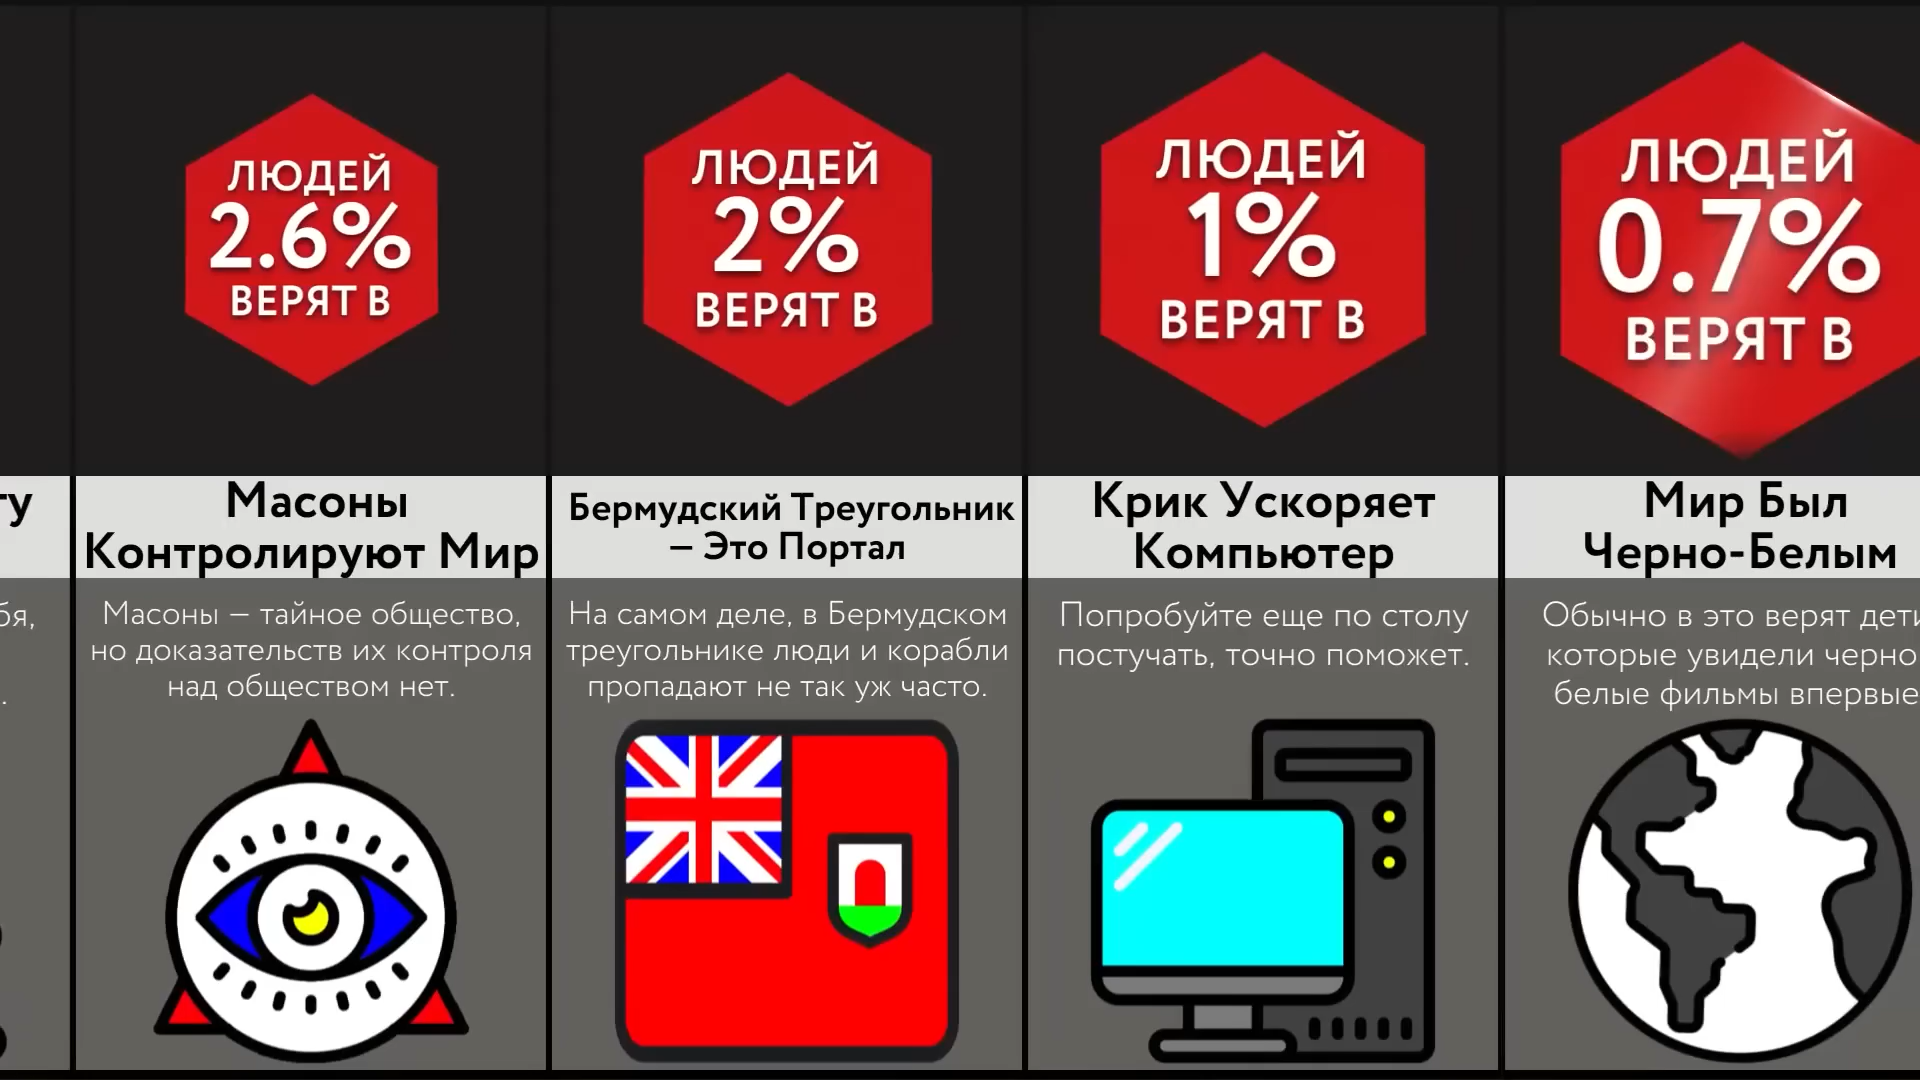 ЛЮДЕЙ
2.6%
ВЕРЯТ В
Масоны
Контролируют Мир
Масоны — тайное общество,
но доказательств их контроля
над обществом нет.
ЛЮДЕЙ
2%
ВЕРЯТ В
Бермудский Треугольник
— Это Портал
На самом деле, в Бермудском
треугольнике люди и корабли
пропадают не так уж часто.
ЛЮДЕЙ
1%
ВЕРЯТ В
Крик Ускоряет
Компьютер
Попробуйте еще по столу
постучать, точно поможет.
ЛЮДЕЙ
0.7%
ВЕРЯТ В
Мир Был
Черно-Белым
Обычно в это верят дети
которые увидели черно
белые фильмы впервые